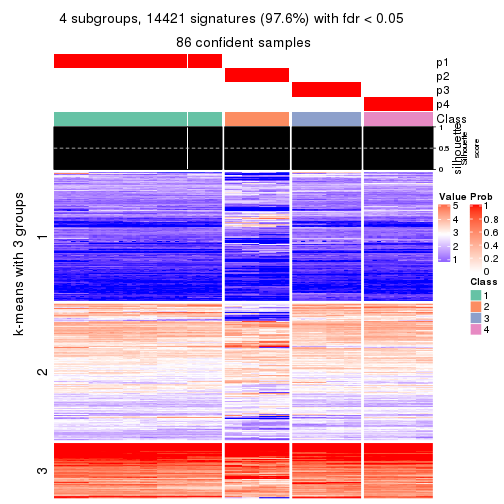 4 subgroups, 14421 signatures (97.6%) with fdr < 0.05
86 confident samples
p1
p2
p3
p4
Class
silhouette
Silhouette
score
1
0.5
0
k-means with 3 groups
1
2
3
Value
5
4
3
2
1
Prob
1
0.8
0.6
0.4
0.2
0
Class
1
2
3
4